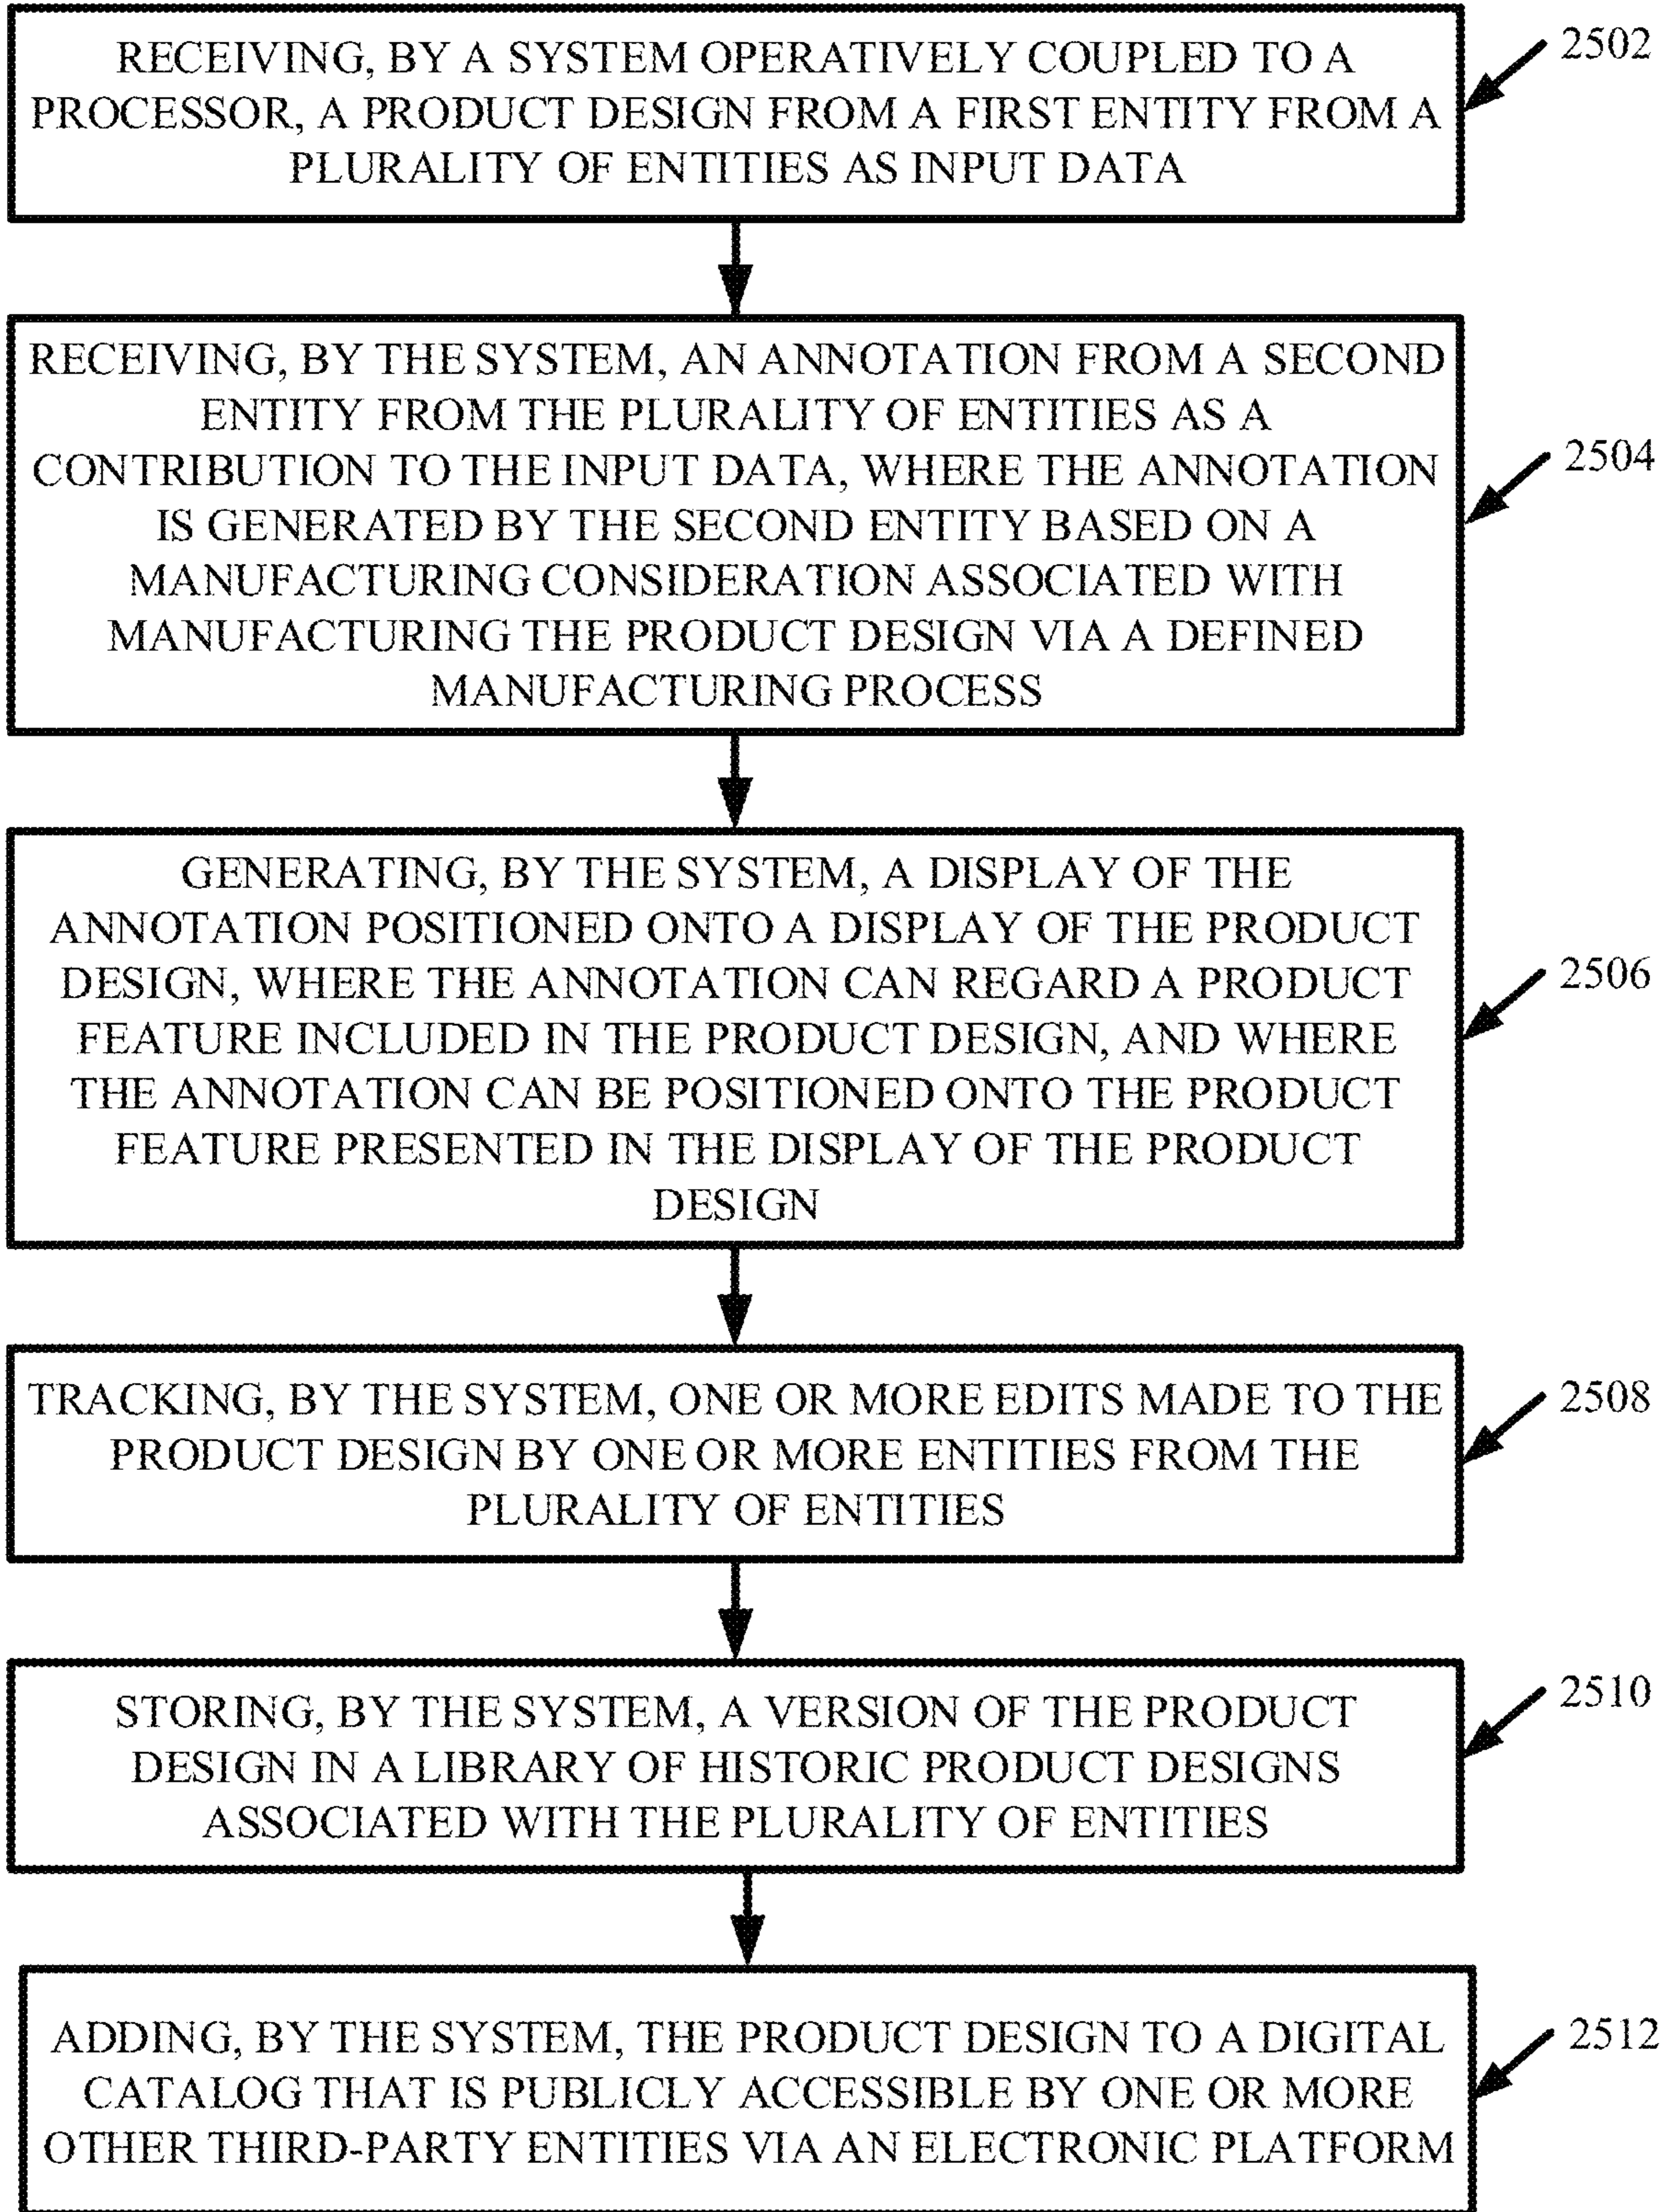 RECEIVING, BY A SYSTEM OPERATIVELY COUPLED TO A
PROCESSOR, A PRODUCT DESIGN FROM A FIRST ENTITY FROM A
PLURALITY OF ENTITIES AS INPUT DATA
2502
RECEIVING, BY THE SYSTEM, AN ANNOTATION FROM A SECOND
ENTITY FROM THE PLURALITY OF ENTITIES AS A
CONTRIBUTION TO THE INPUT DATA, WHERE THE ANNOTATION
IS GENERATED BY THE SECOND ENTITY BASED ON A
MANUFACTURING CONSIDERATION ASSOCIATED WITH
MANUFACTURING THE PRODUCT DESIGN VIA A DEFINED
MANUFACTURING PROCESS
2504
GENERATING, BY THE SYSTEM, A DISPLAY OF THE
ANNOTATION POSITIONED ONTO A DISPLAY OF THE PRODUCT
DESIGN, WHERE THE ANNOTATION CAN REGARD A PRODUCT
FEATURE INCLUDED IN THE PRODUCT DESIGN, AND WHERE
THE ANNOTATION CAN BE POSITIONED ONTO THE PRODUCT
FEATURE PRESENTED IN THE DISPLAY OF THE PRODUCT
DESIGN
2506
TRACKING, BY THE SYSTEM, ONE OR MORE EDITS MADE TO THE
PRODUCT DESIGN BY ONE OR MORE ENTITIES FROM THE
PLURALITY OF ENTITIES
2508
STORING, BY THE SYSTEM, A VERSION OF THE PRODUCT
DESIGN IN A LIBRARY OF HISTORIC PRODUCT DESIGNS
ASSOCIATED WITH THE PLURALITY OF ENTITIES
2510
ADDING, BY THE SYSTEM, THE PRODUCT DESIGN TO A DIGITAL
CATALOG THAT IS PUBLICLY ACCESSIBLE BY ONE OR MORE
OTHER THIRD-PARTY ENTITIES VIA AN ELECTRONIC PLATFORM
2512